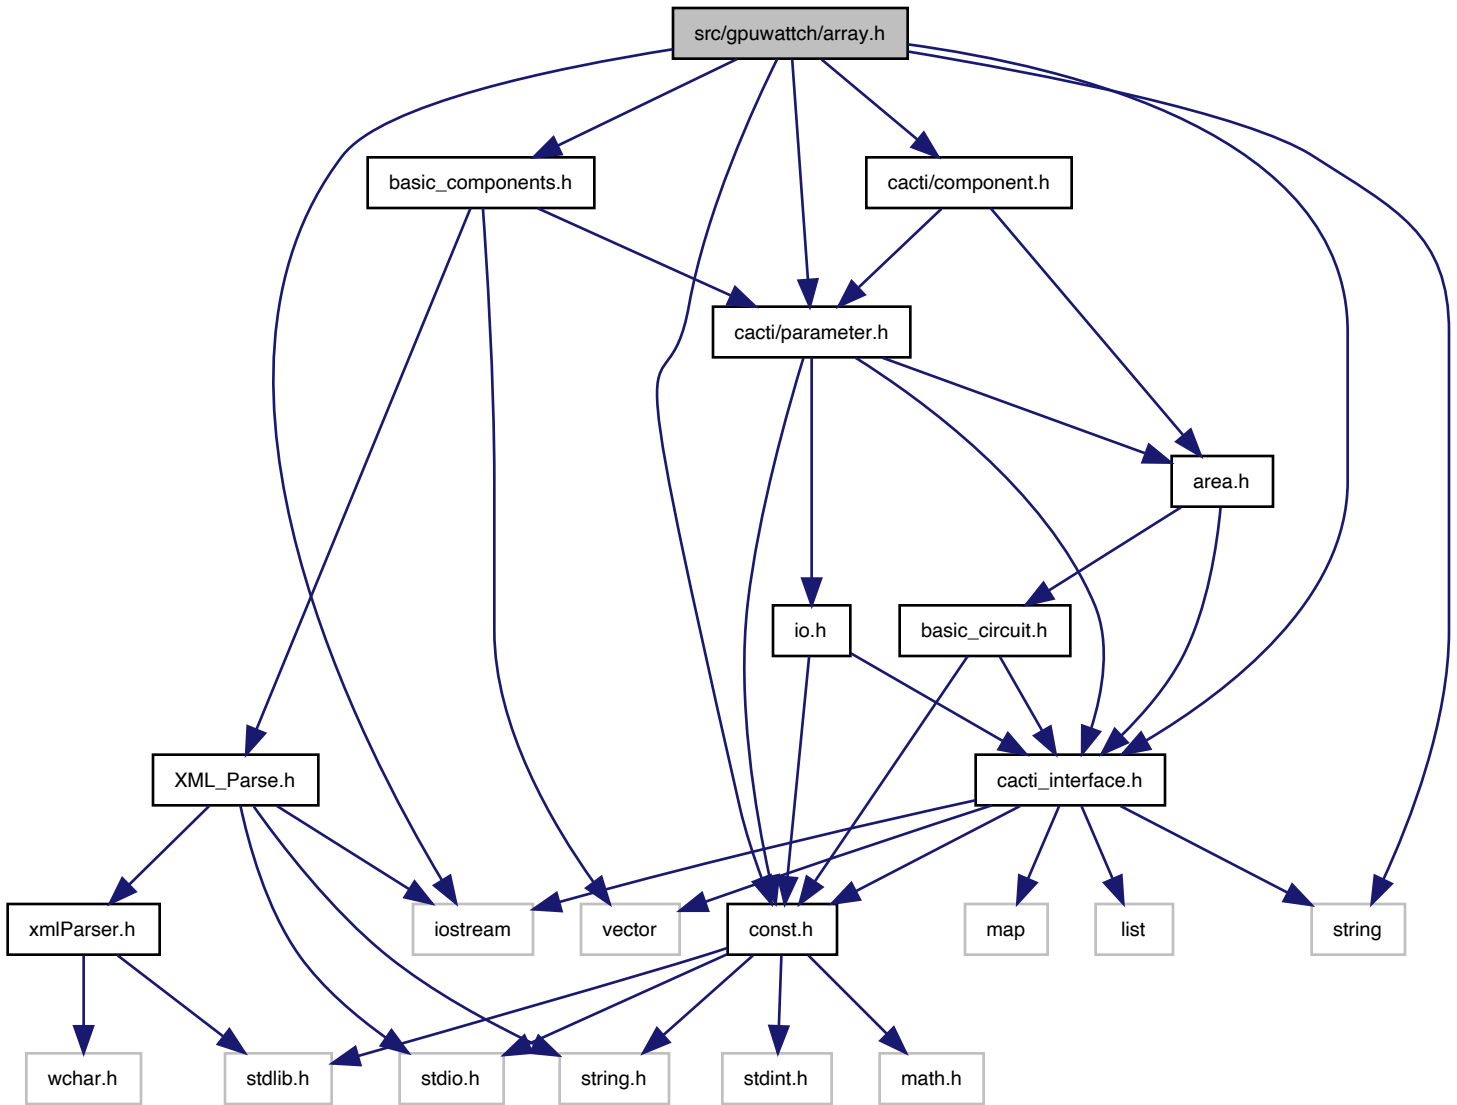 src/gpuwattch/array.h
basic_components.h
cacti/component.h
cacti/parameter.h
area.h
io.h
basic_circuit.h
XML_Parse.h
cacti_interface.h
xmlParser.h
iostream
vector
const.h
map
list
string
wchar.h
stdlib.h
stdio.h
string.h
stdint.h
math.h